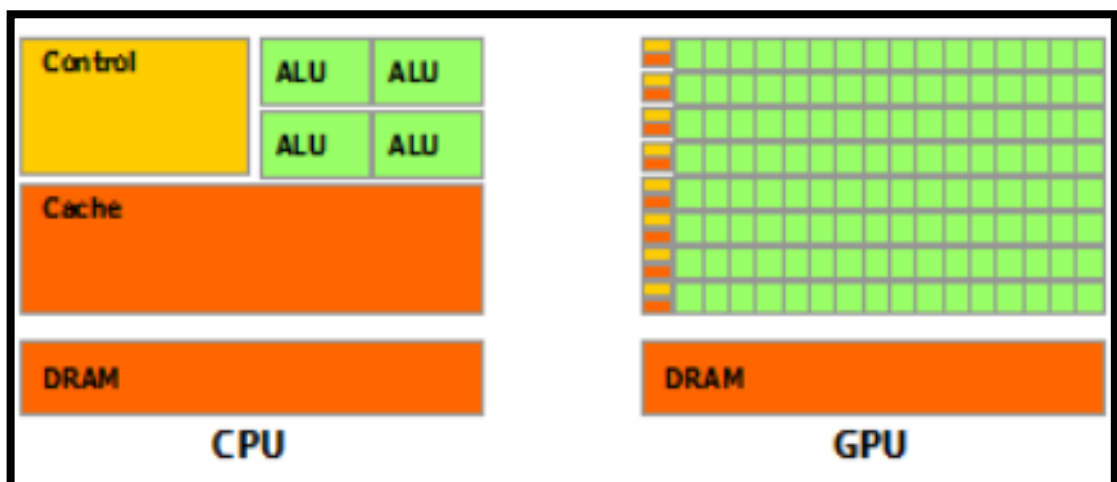 Control
ALU ALU
ALU ALU
Cache
DRAM
CPU
DRAM
GPU